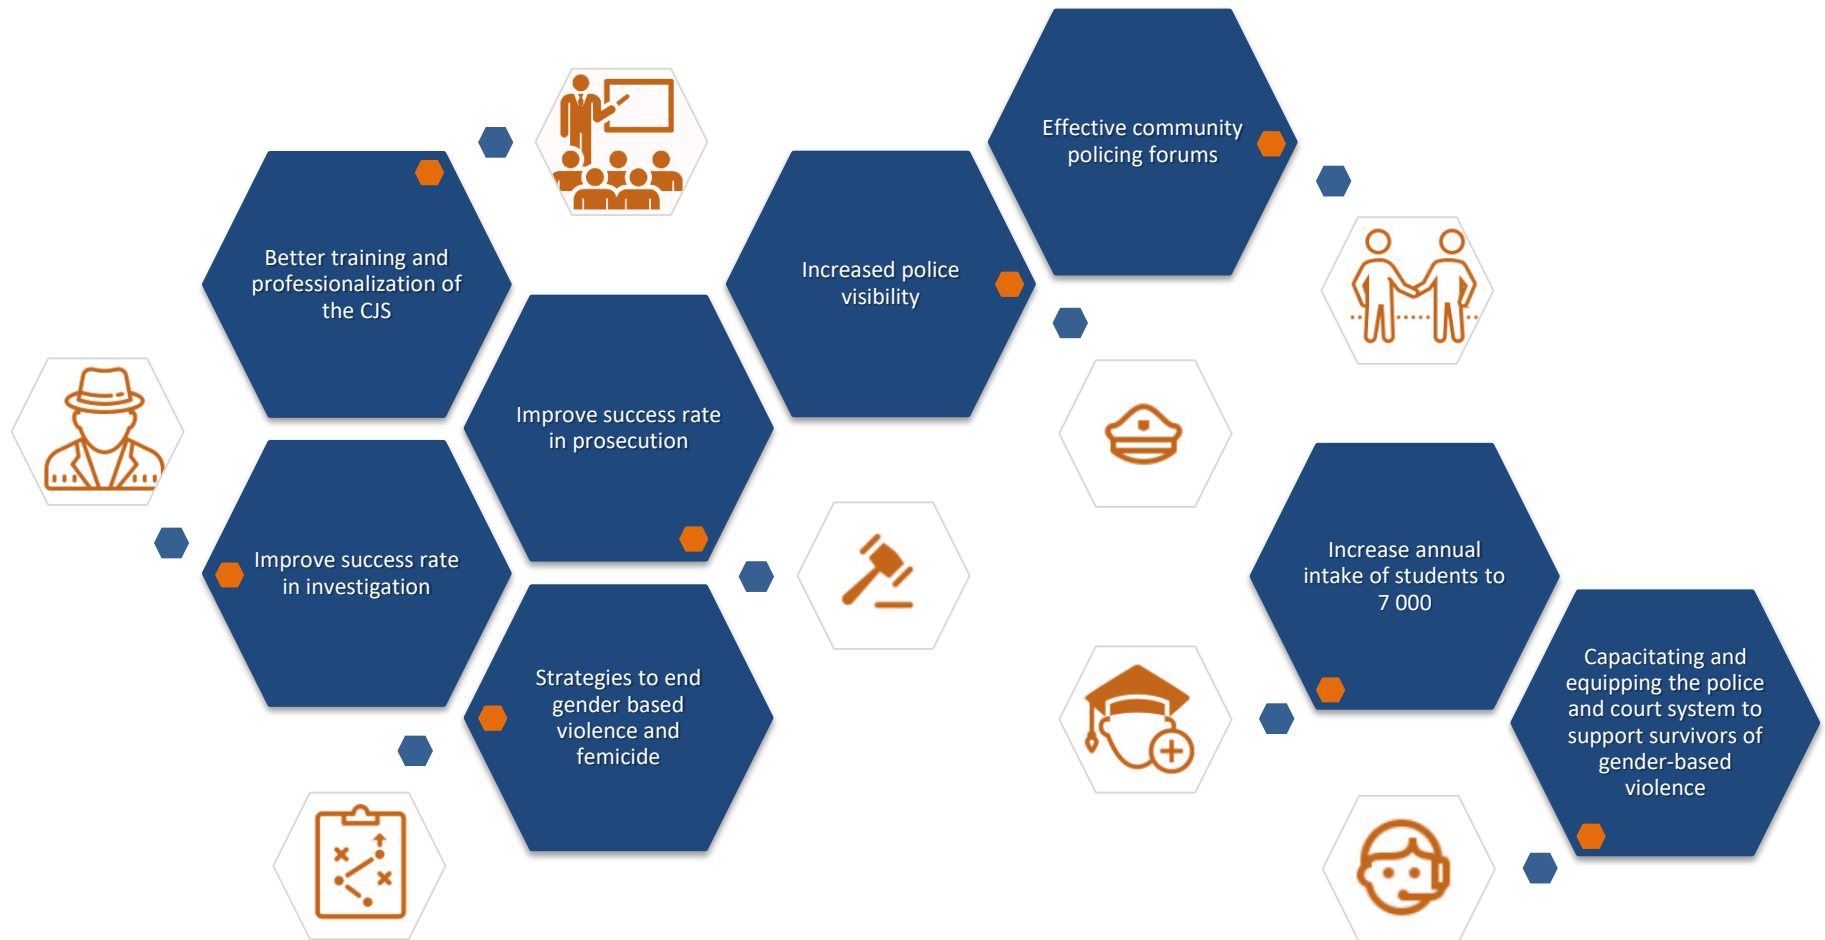 Better training and
professionalization of
the CJS
Improve success rate
in investigation
Improve success rate
in prosecution
Strategies to end
gender based
violence and
femicide
Increased police
visibility
Effective community
policing forums
Increase annual
intake of students to
7 000
Capacitating and
equipping the police
and court system to
support survivors of
gender-based
violence